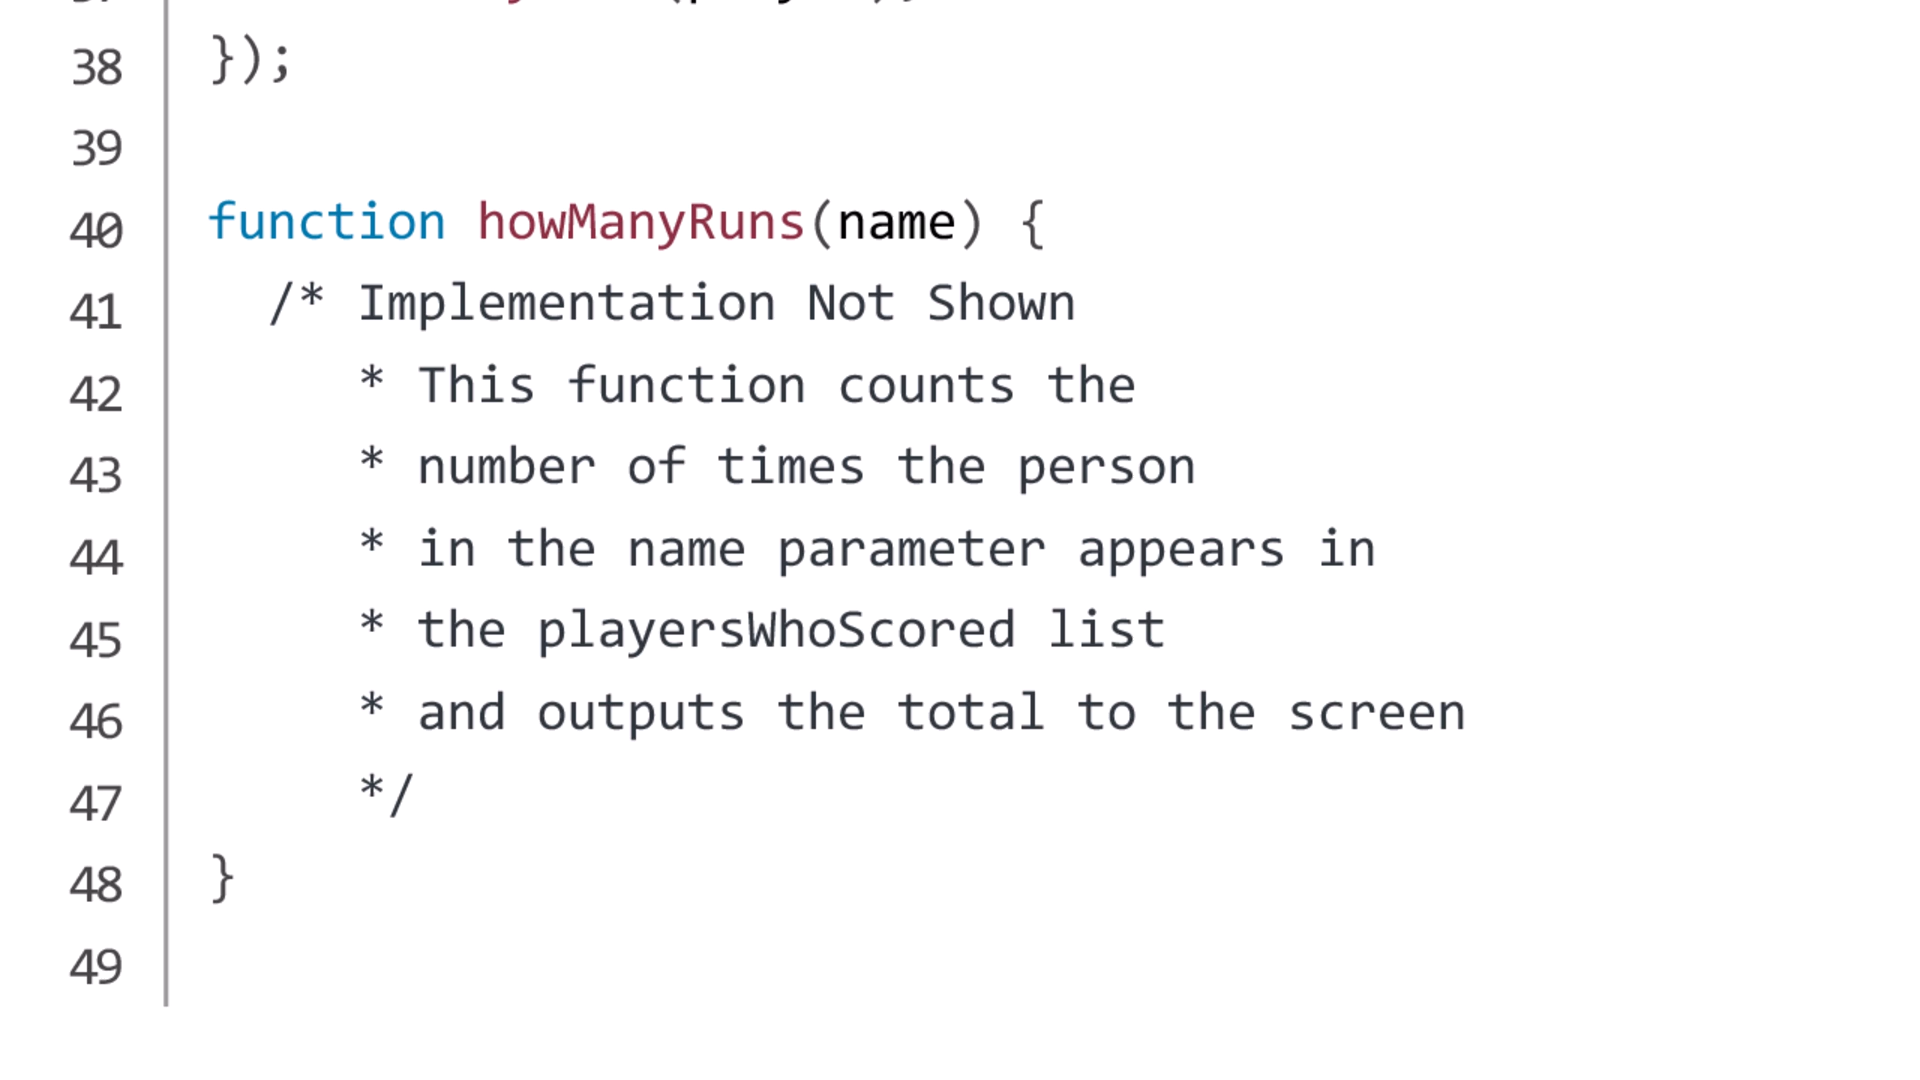 38 });
39
40 function howManyRuns(name) {
41 /* Implementation Not Shown
42 * This function counts the
43 * number of times the person
44 * in the name parameter appears in
45 * the playersWhoScored list
46 * and outputs the total to the screen
47 */
48 }
49